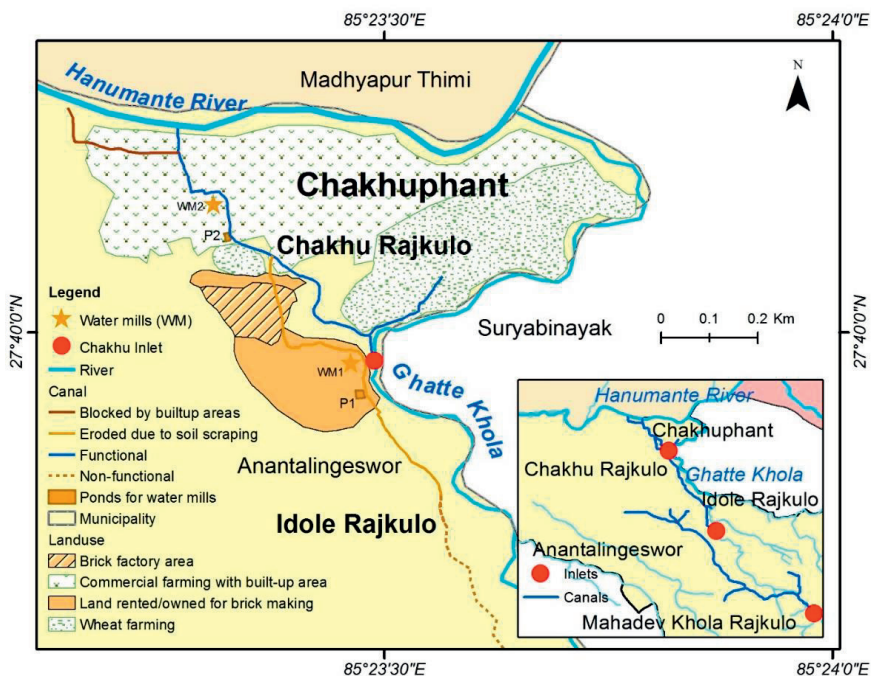 85°23'30"E
85°24'0"E
Hanumante River
Madhyapur Thimi
N
Chakhuphant
WM2
P2
Chakhu Rajkulo
27°40'0"N
27°40'0"N
Legend
Water mills (WM)
Chakhu Inlet
River
Canal
Blocked by builtup areas
Eroded due to soil scraping
Functional
Non-functional
Ponds for water mills
Municipality
Landuse
Brick factory area
Commercial farming with built-up area
Land rented/owned for brick making
Wheat farming
Suryabinayak
0 0.1 0.2 Km
WM1
P1
Ghatte Khola
Anantalingeswor
Idole Rajkulo
Hanumante River
Chakhuphant
Chakhu Rajkulo
Ghatte Khola
Idole Rajkulo
Anantalingeswor
Inlets
Canals
Mahadev Khola Rajkulo
85°23'30"E
85°24'0"E